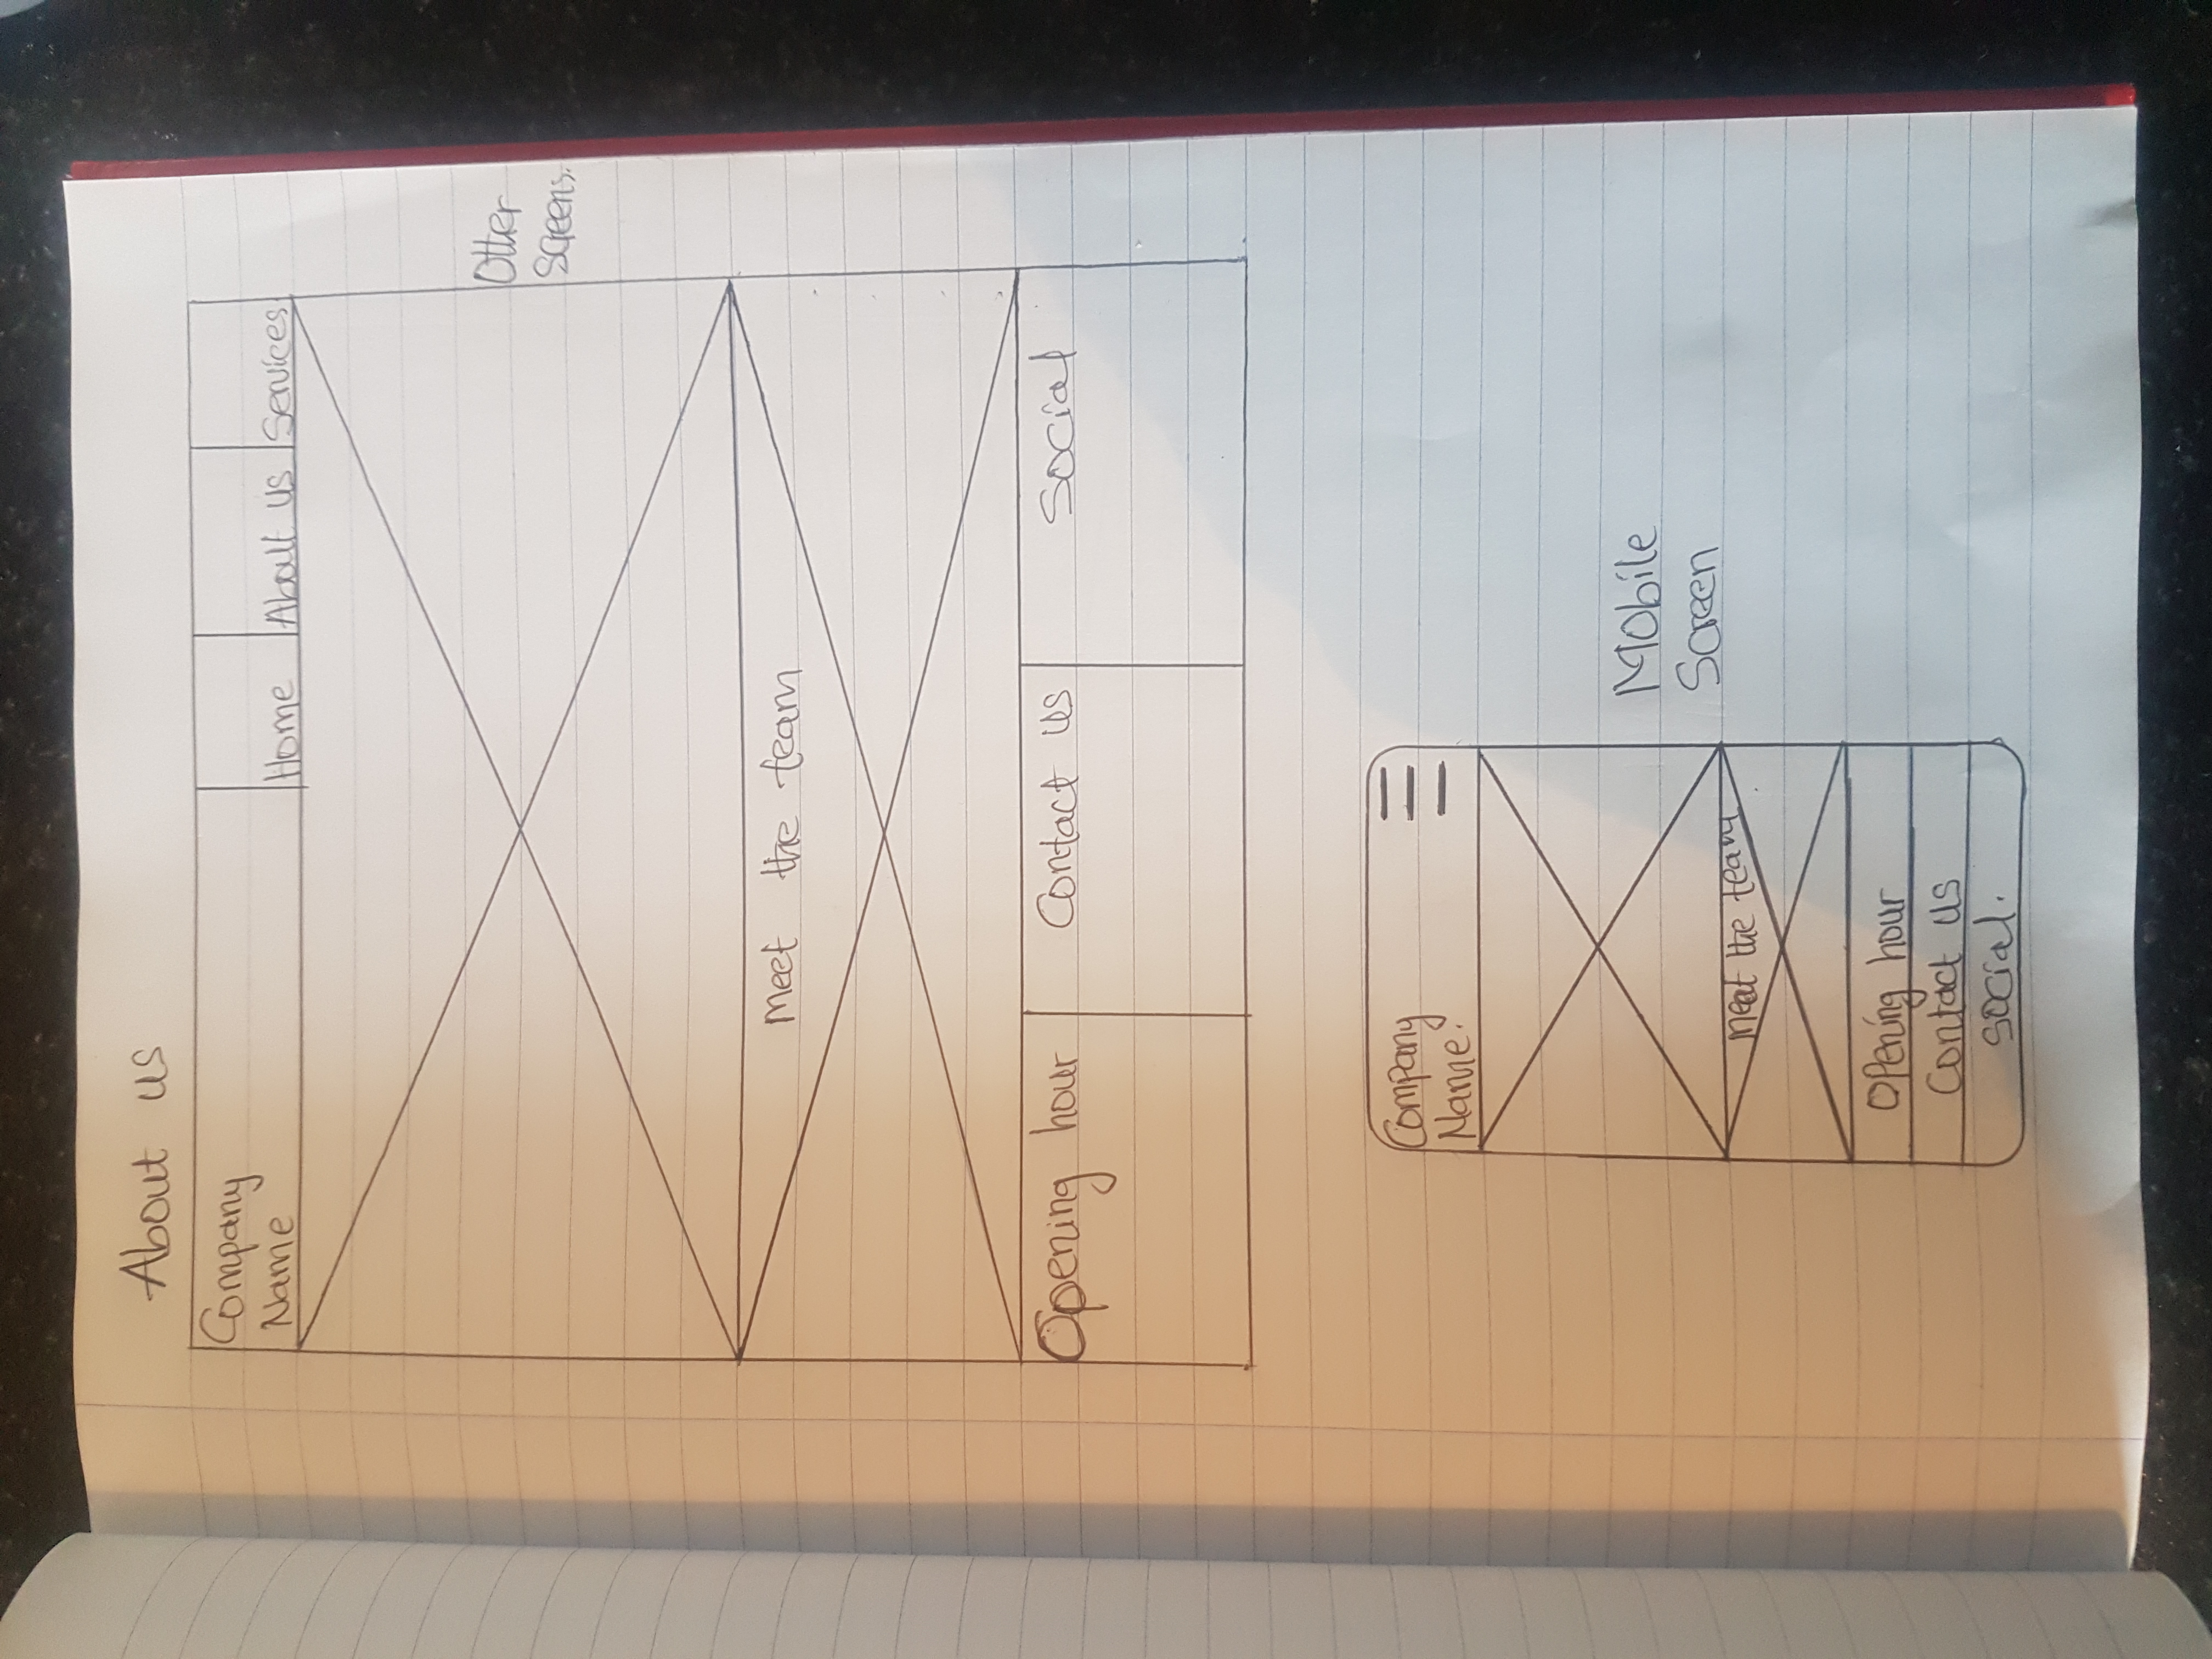 About us
Company
Name
Home
About us
Services
Other
Screens.
Meet the team
Opening hour
Contact us
Social
Company
Name.
Meet the team
Opening hour
Contact us
Social.
Mobile
Screen